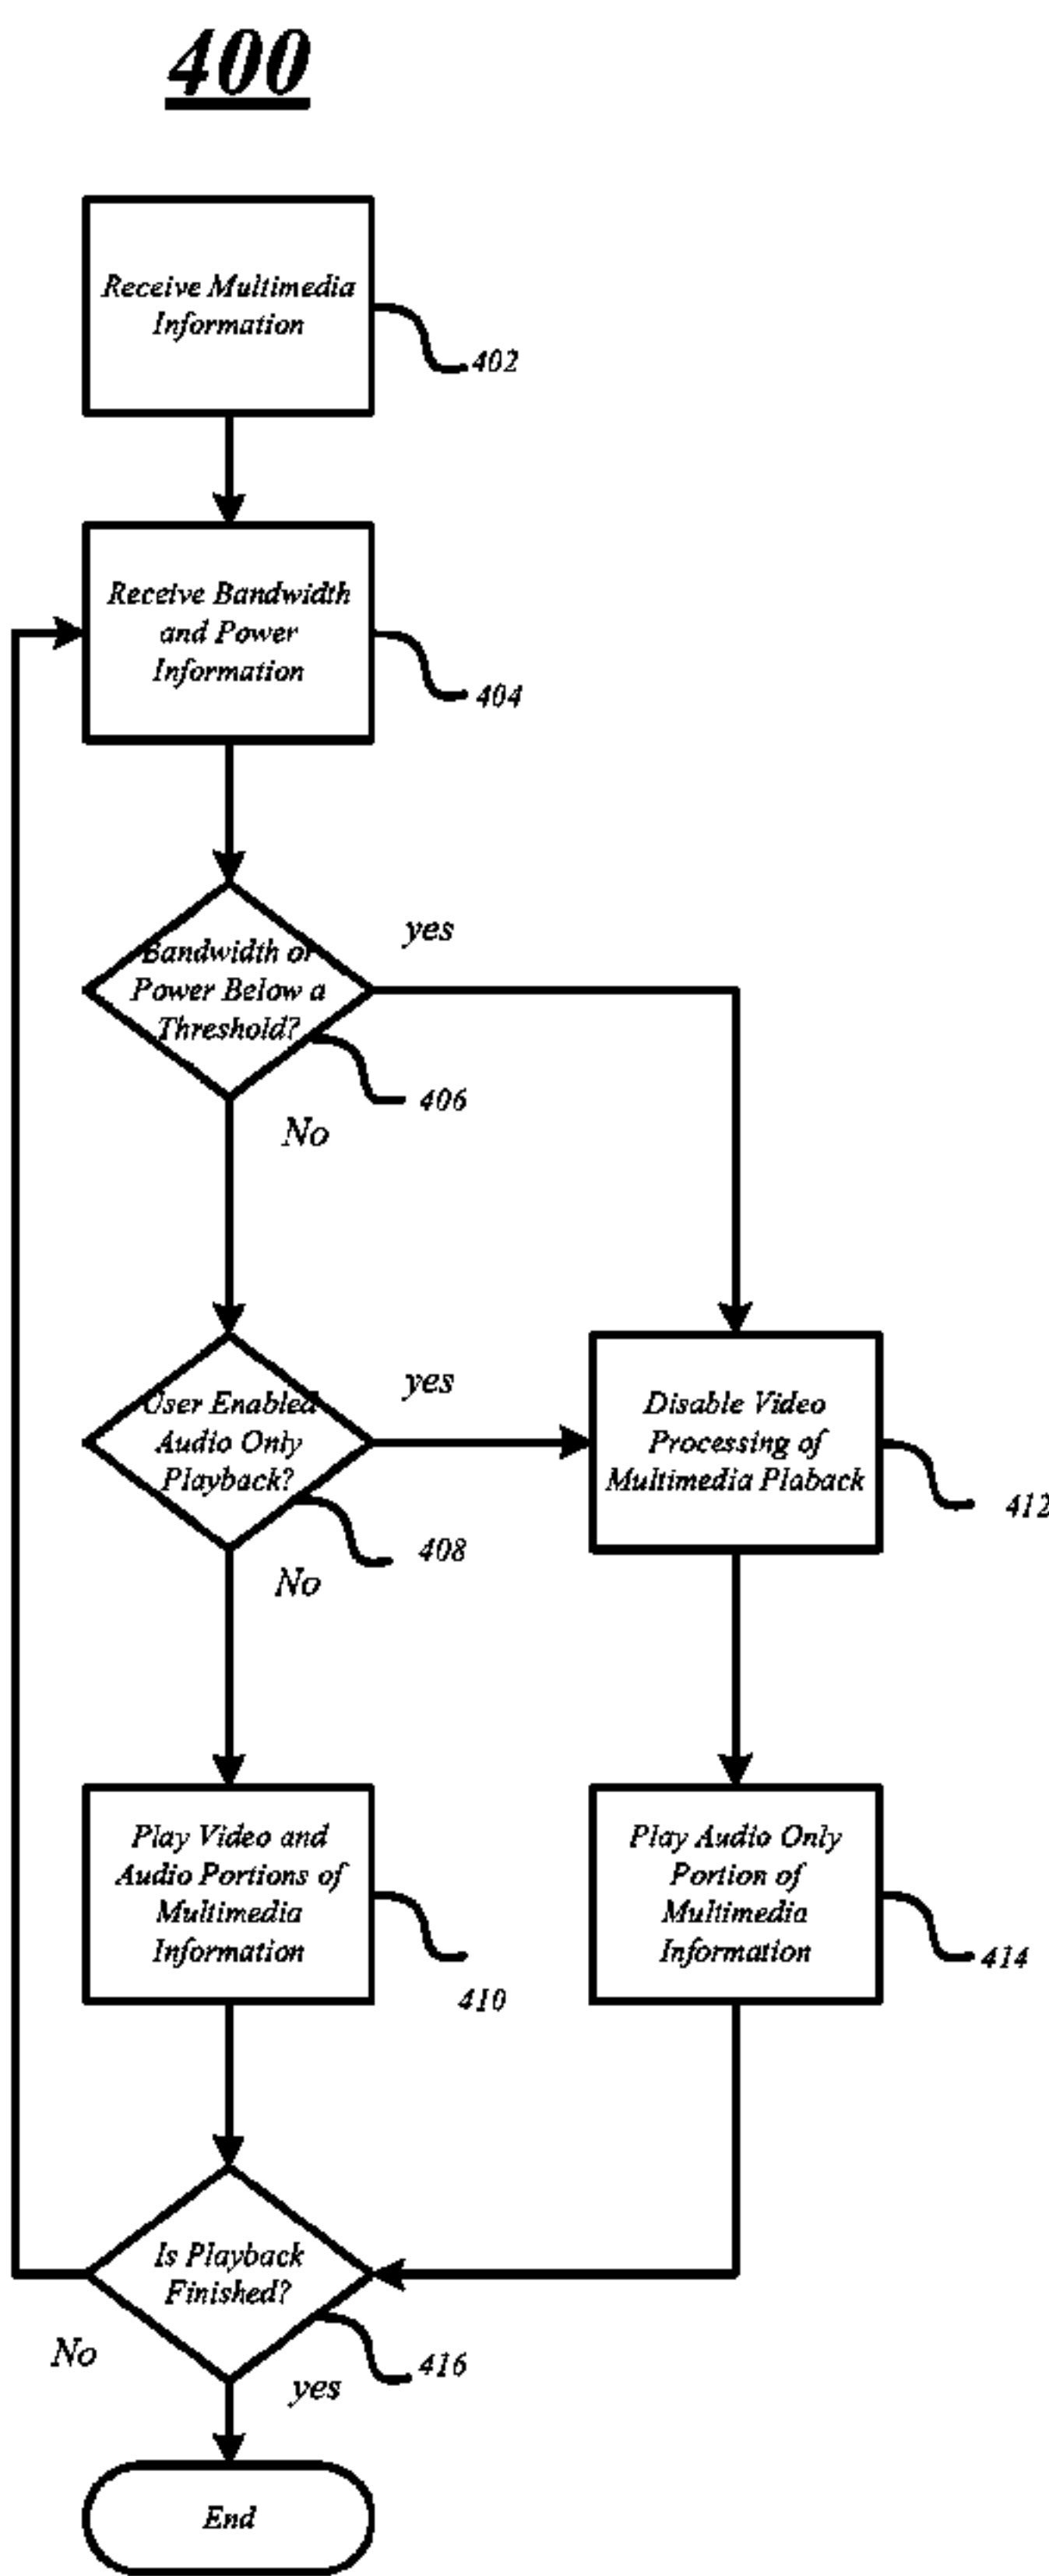 400
Receive Multimedia
Information
402
Receive Bandwidth
and Power
Information
404
Bandwidth or
Power Below a
Threshold?
yes
406
No
User Enabled
Audio Only
Playback?
yes
408
No
Disable Video
Processing of
Multimedia Plaback
412
Play Video and
Audio Portions of
Multimedia
Information
410
Play Audio Only
Portion of
Multimedia
Information
414
Is Playback
Finished?
416
No
yes
End